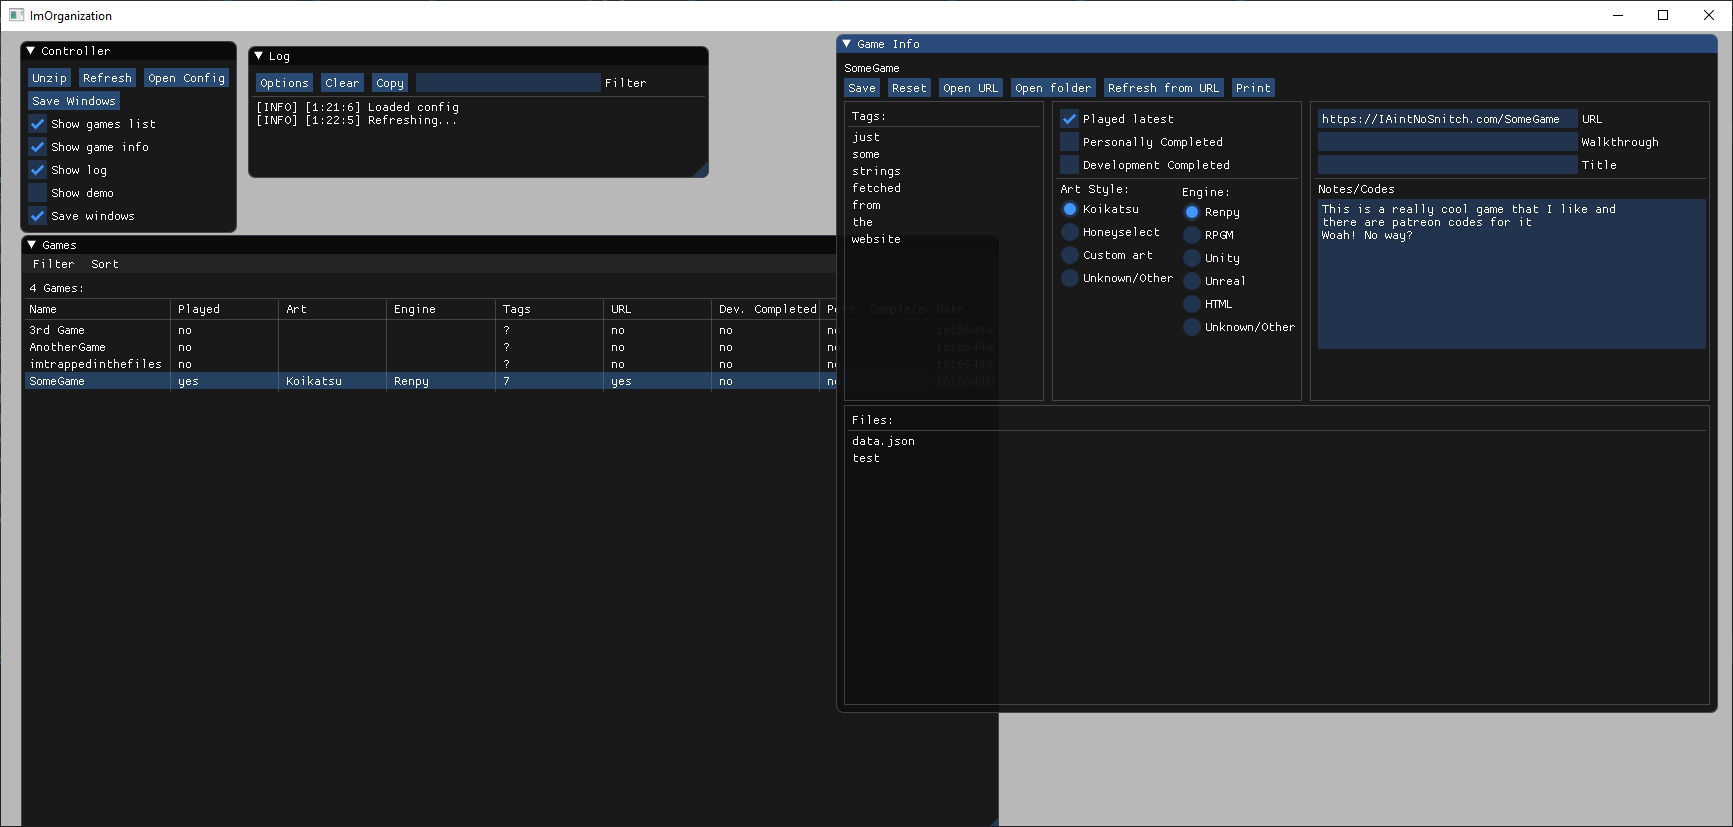 ImOrganization
Controller
Unzip Refresh Open Config
Save Windows
Show games list
Show game info
Show log
Show demo
Save windows
Log
Options Clear Copy Filter
[INFO] [1:21:6] Loaded config
[INFO] [1:22:5] Refreshing...
Games
Filter Sort
4 Games:
Name Played Art Engine Tags URL Dev. Completed Pers. Completed Date
3rd Game no ? no no
AnotherGame no ? no no
imtrappedinthefiles no ? no no
SomeGame yes Koikatsu Renpy 7 yes no
Game Info
SomeGame
Save Reset Open URL Open folder Refresh from URL Print
Tags:
just
some
strings
fetched
from
the
website
Played latest
Personally Completed
Development Completed
Art Style:
Koikatsu
Honeyselect
Custom art
Unknown/Other
Engine:
Renpy
RPGM
Unity
Unreal
HTML
Unknown/Other
https://IAintNoSnitch.com/SomeGame URL
Walkthrough
Title
Notes/Codes
This is a really cool game that I like and
there are patreon codes for it
Woah! No way?
Files:
data.json
test